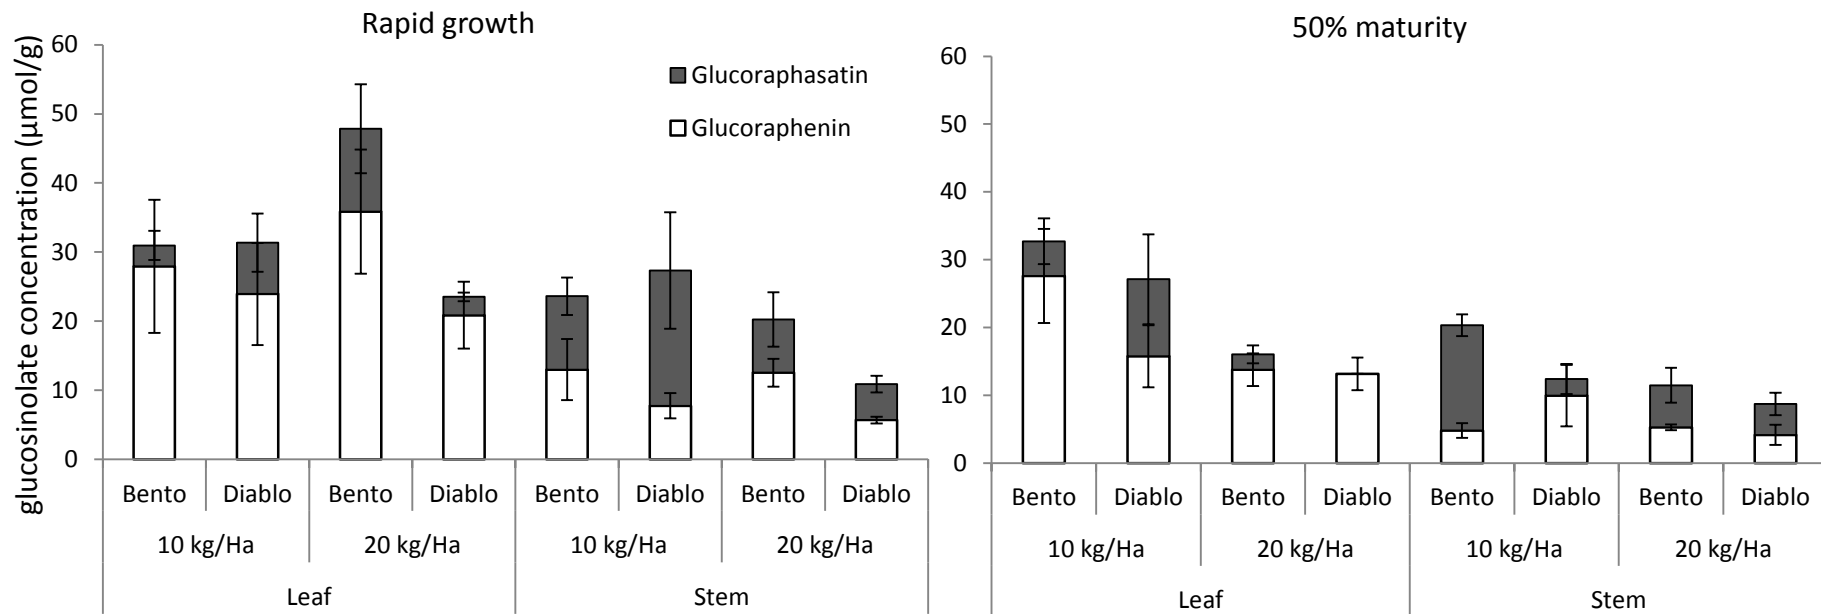 Rapid growth
glucosinolate concentration (µmol/g)
60
50
40
30
20
10
0
Glucoraphasatin
Glucoraphenin
Bento Diablo Bento Diablo Bento Diablo Bento Diablo
10 kg/Ha 20 kg/Ha 10 kg/Ha 20 kg/Ha
Leaf Stem
50% maturity
60
50
40
30
20
10
0
Bento Diablo Bento Diablo Bento Diablo Bento Diablo
10 kg/Ha 20 kg/Ha 10 kg/Ha 20 kg/Ha
Leaf Stem